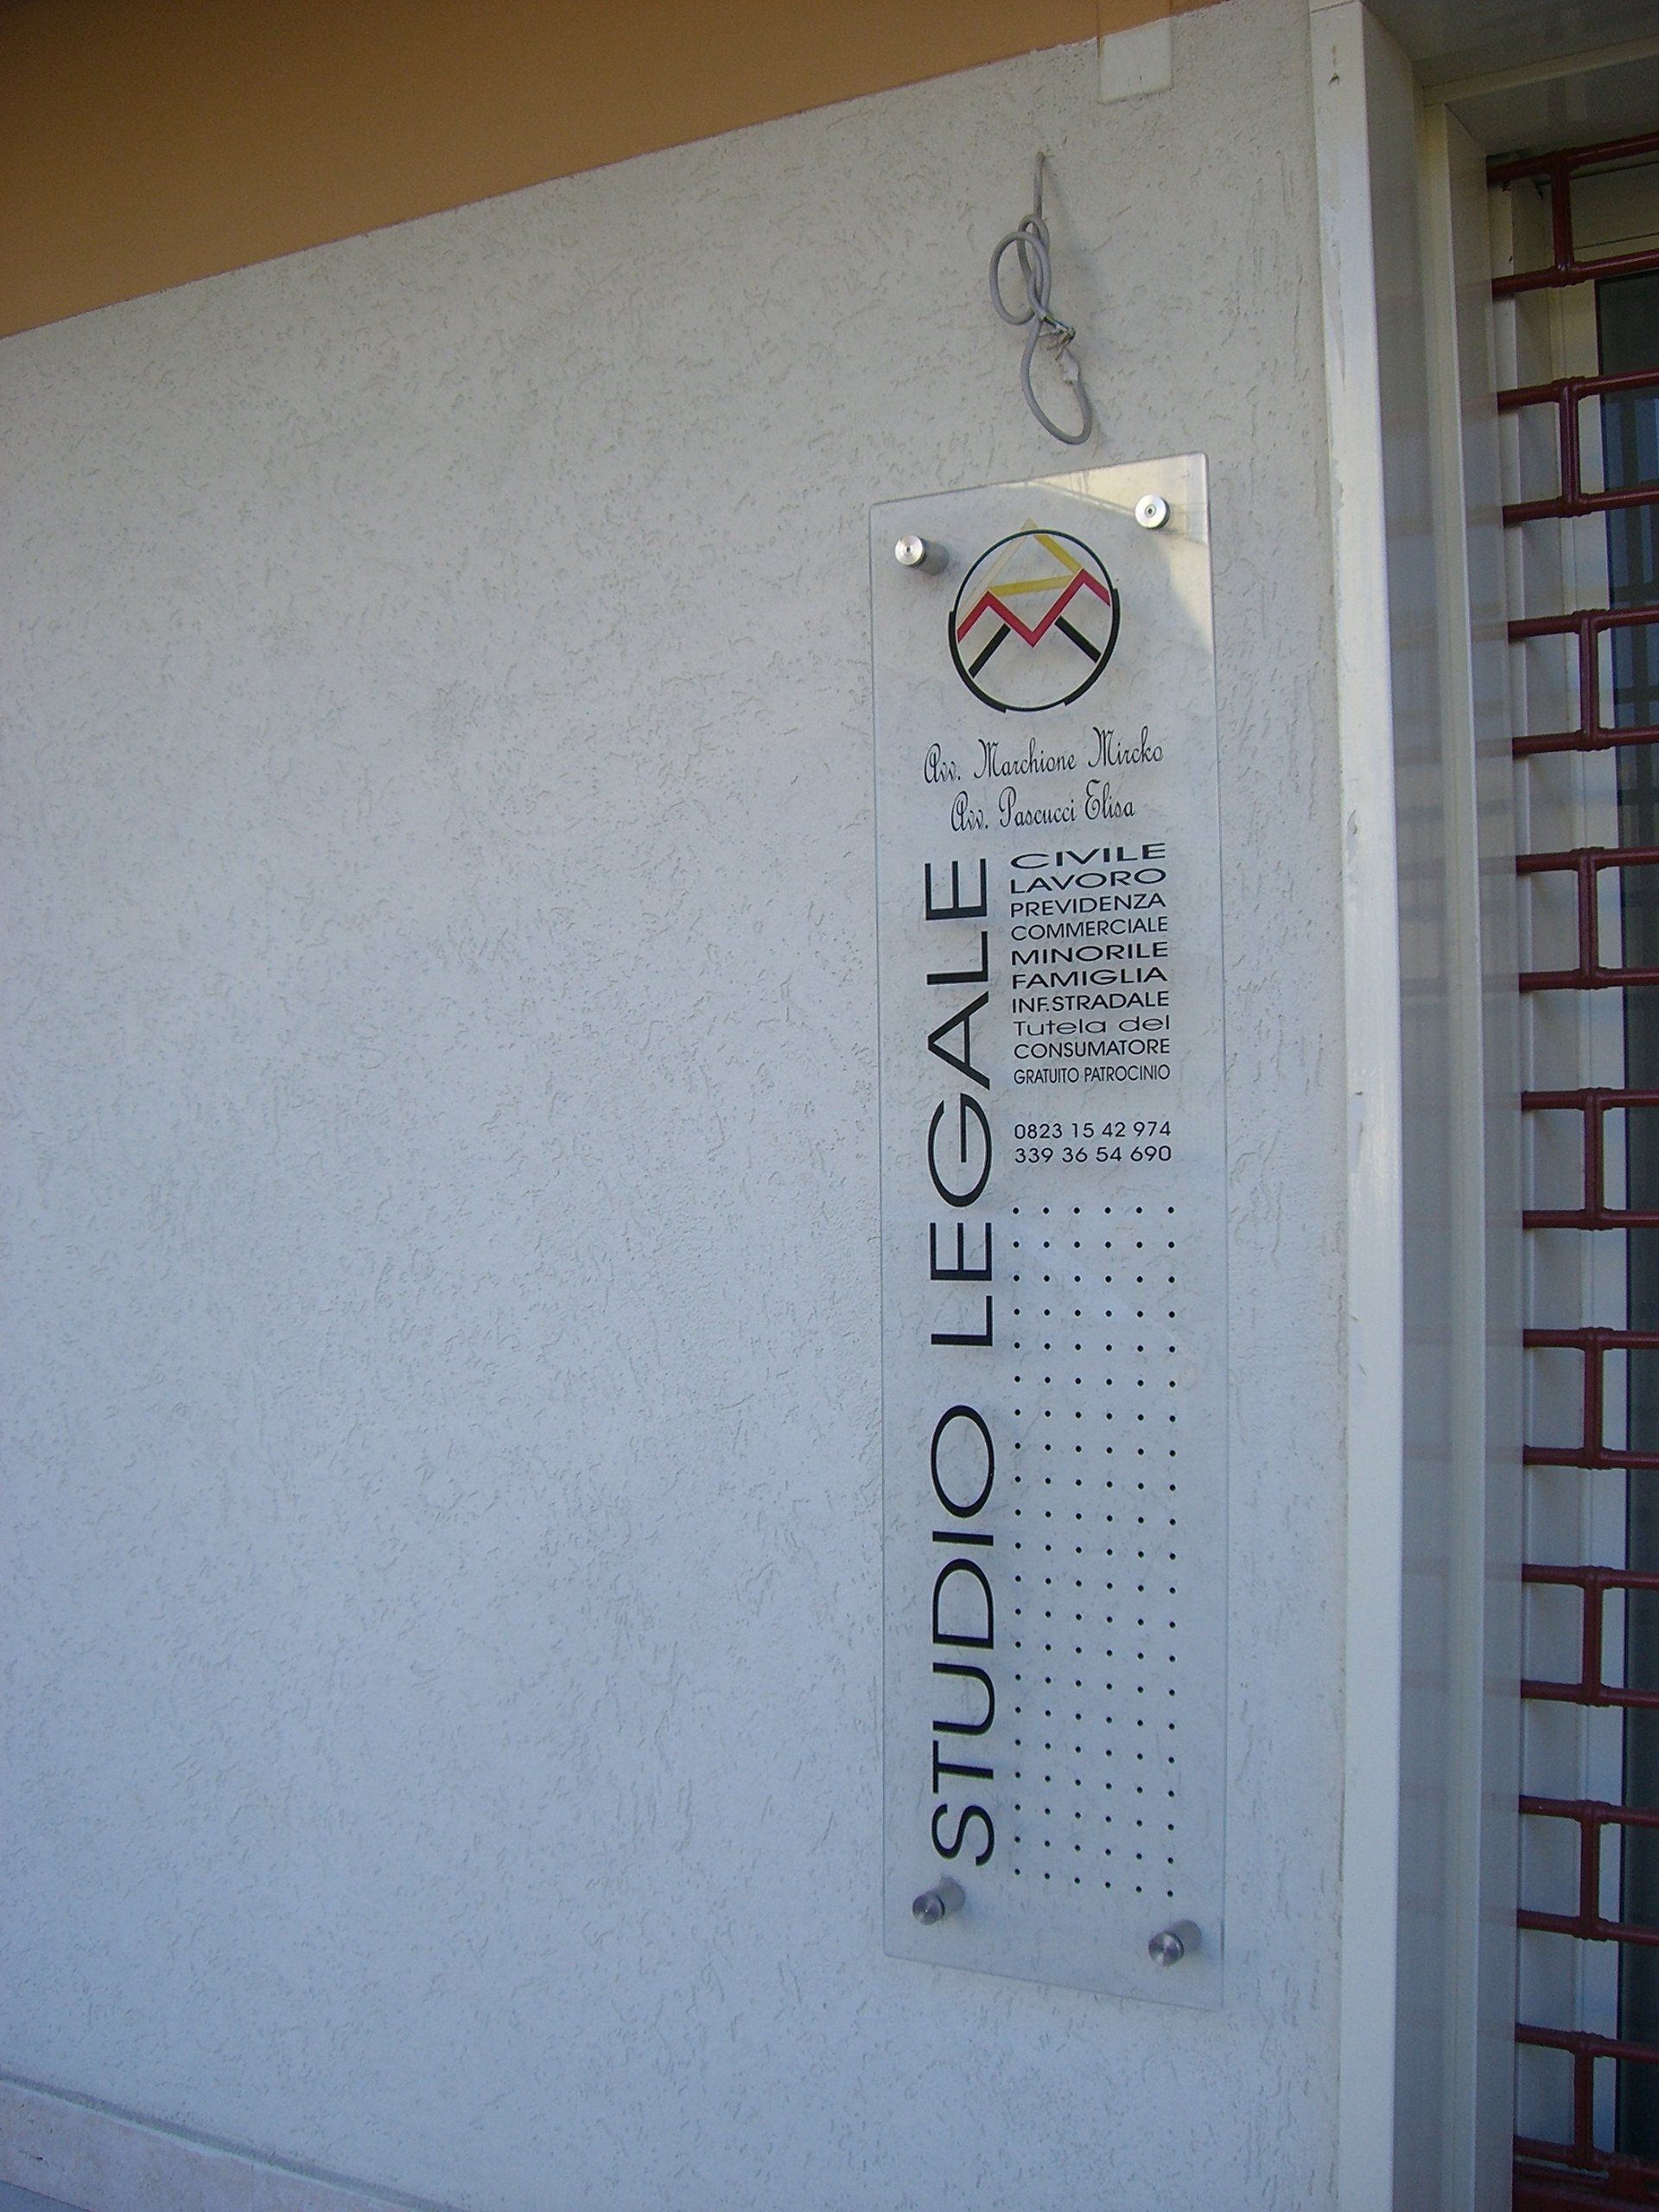 Avv. Marchione Mircko
Avv. Pascucci Elisa
STUDIO LEGALE
CIVILE
LAVORO
PREVIDENZA
COMMERCIALE
MINORILE
FAMIGLIA
INF.STRADALE
Tutela del
CONSUMATORE
GRATUITO PATROCINIO
0823 15 42 974
339 36 54 690